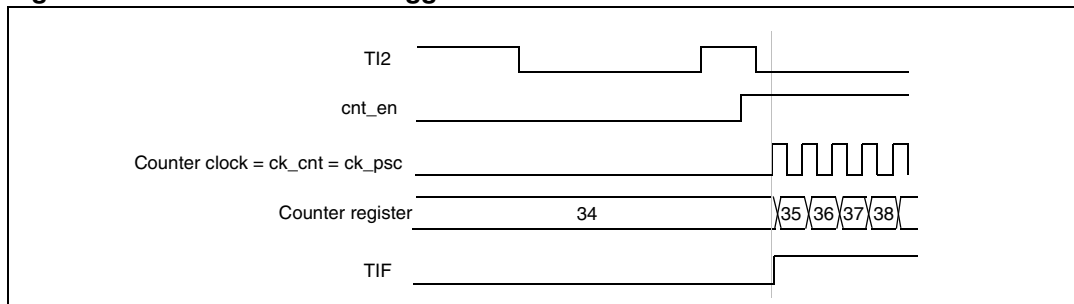 TI2
cnt_en
Counter clock = ck_cnt = ck_psc
Counter register 34 35 36 37 38
TIF